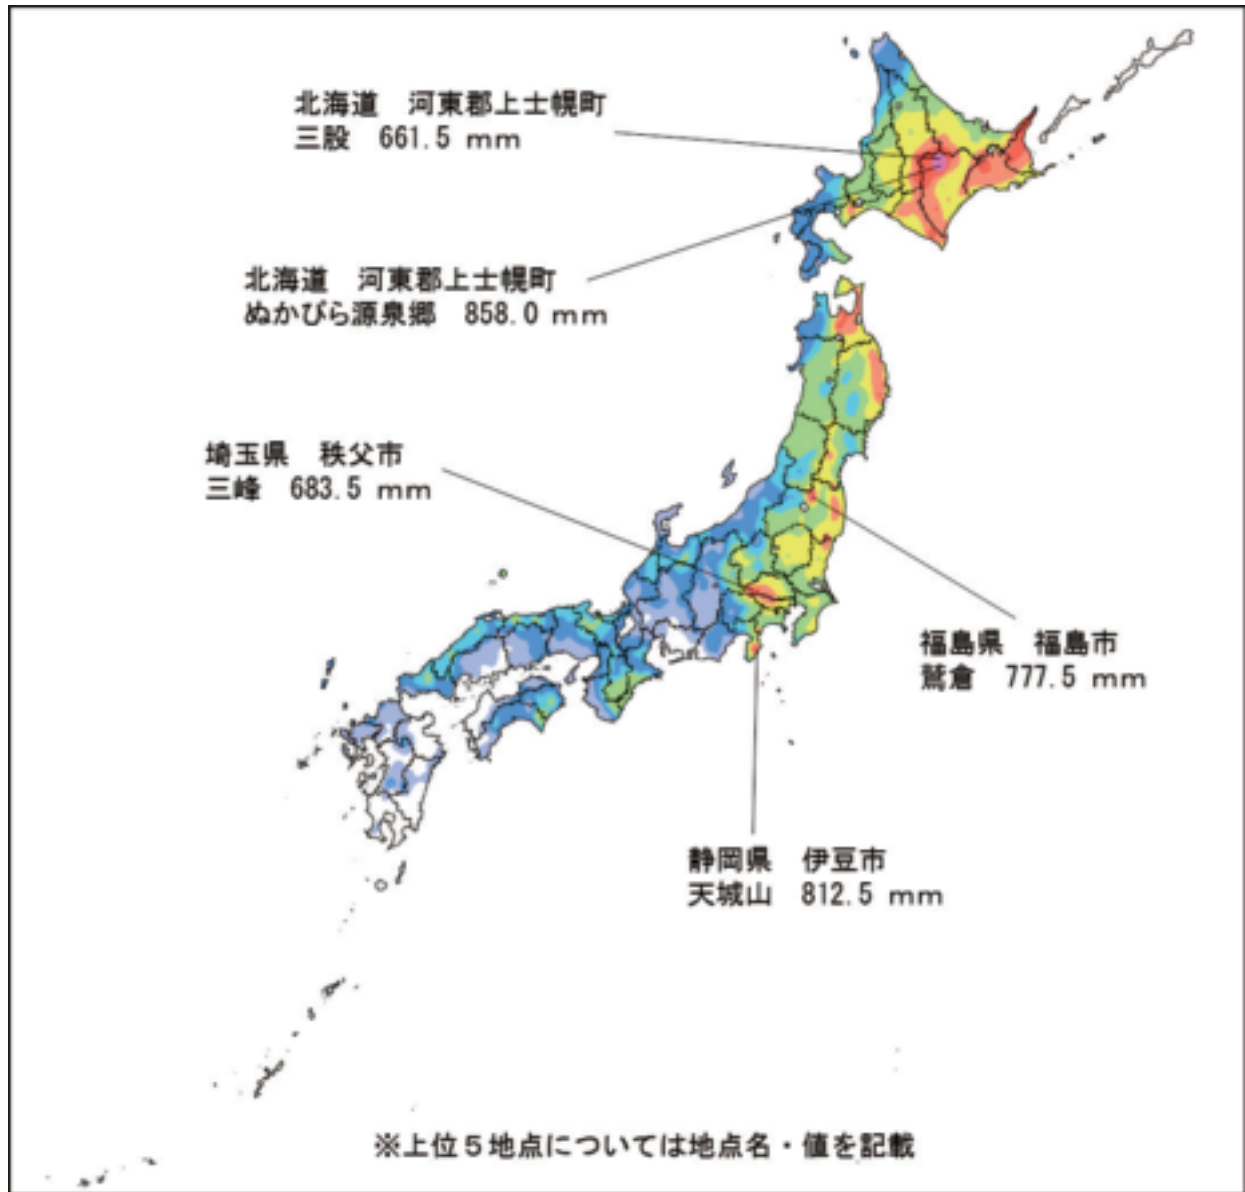 北海道　河東郡上士幌町
三股　661.5 mm
北海道　河東郡上士幌町
ぬかびら源泉郷　858.0 mm
埼玉県　秩父市
三峰　683.5 mm
福島県　福島市
鷲倉　777.5 mm
静岡県　伊豆市
天城山　812.5 mm
※上位５地点については地点名・値を記載